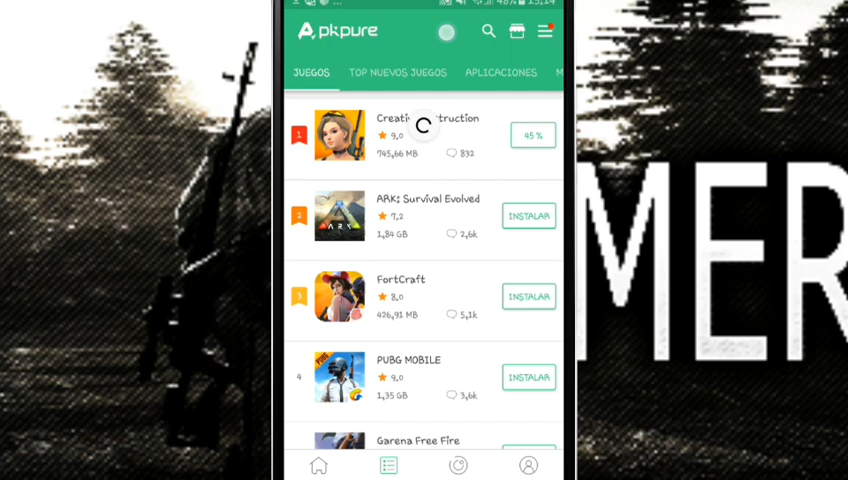 Apkpure
JUEGOS
TOP NUEVOS JUEGOS
APLICACIONES
M
1
9,0
745,66 MB
832
45 %
2
ARK: Survival Evolved
7,2
1,84 GB
2,6k
INSTALAR
ARK
3
FortCraft
8,0
426,91 MB
5,1k
INSTALAR
4
PUBG MOBILE
9,0
1,35 GB
3,6k
INSTALAR
PUBG
Garena Free Fire
MER